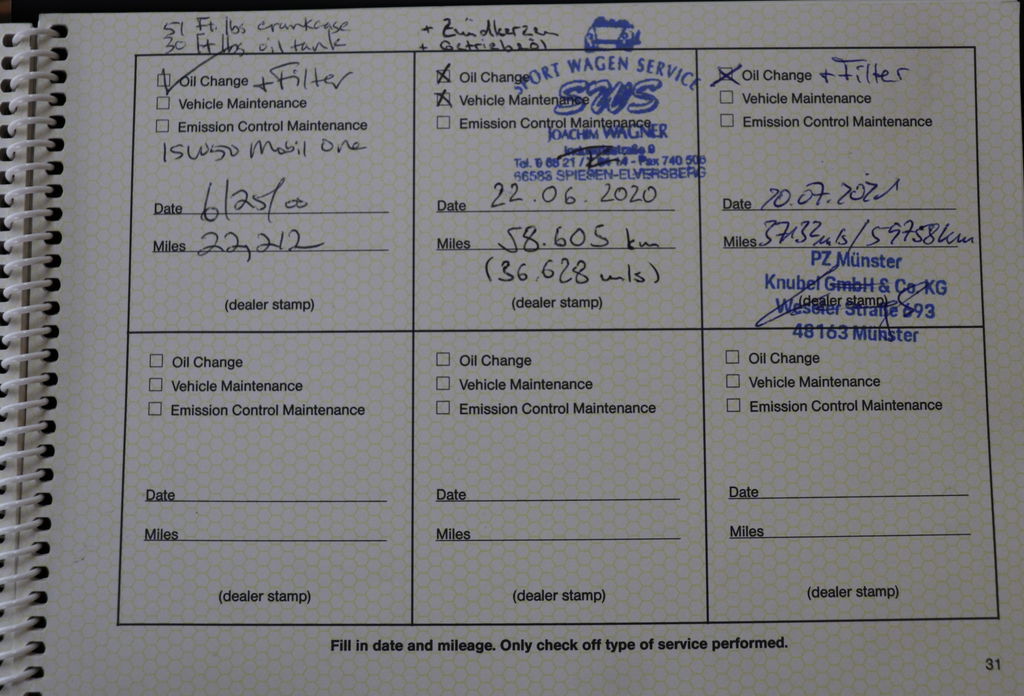 51 Ft. lbs crankcase
30 Ft lbs oil tank
Oil Change + Filter
Vehicle Maintenance
Emission Control Maintenance
15W50 Mobil One
Date 6/25/00
Miles 22,212
(dealer stamp)
+ Zündkerzen
+ Getriebeöl
Oil Change
Vehicle Maintenance
Emission Control Maintenance
SPORT WAGEN SERVICE
SWS
JOACHIM WAGNER
66583 SPIESEN-ELVERSBERG
Date 22.06.2020
Miles 58.605 km
(36.628 mls)
(dealer stamp)
Oil Change + Filter
Vehicle Maintenance
Emission Control Maintenance
Date 20.07.2021
Miles 37132 mls / 59758 km
PZ Münster
Knubel GmbH & Co. KG
(dealer stamp)
Weseler Straße 693
48163 Münster
Oil Change
Vehicle Maintenance
Emission Control Maintenance
Date
Miles
(dealer stamp)
Oil Change
Vehicle Maintenance
Emission Control Maintenance
Date
Miles
(dealer stamp)
Oil Change
Vehicle Maintenance
Emission Control Maintenance
Date
Miles
(dealer stamp)
Fill in date and mileage. Only check off type of service performed.
31